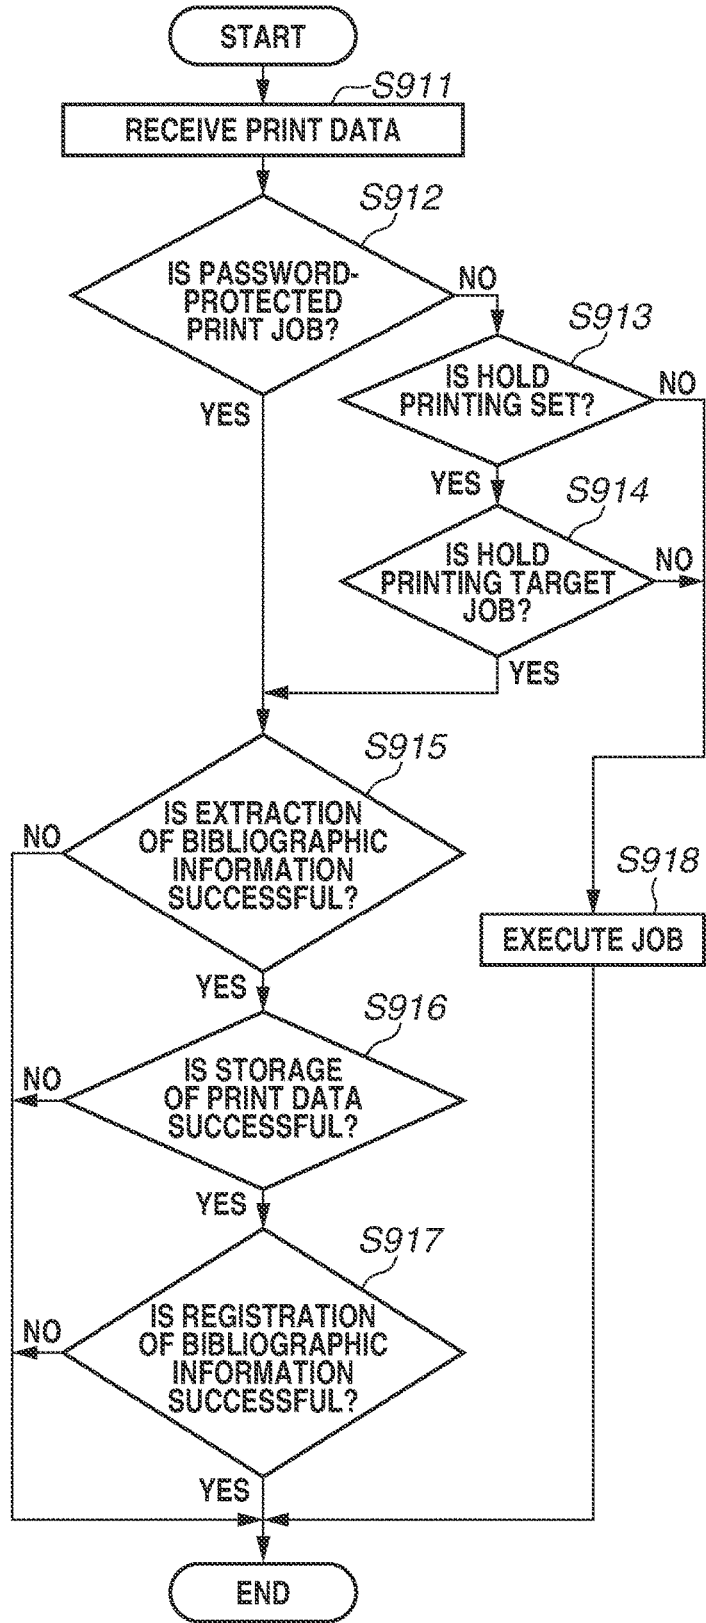 START
S911
RECEIVE PRINT DATA
S912
IS PASSWORD-
PROTECTED
PRINT JOB?
NO
YES
S913
IS HOLD
PRINTING SET?
NO
YES
S914
IS HOLD
PRINTING TARGET
JOB?
NO
YES
S915
IS EXTRACTION
OF BIBLIOGRAPHIC
INFORMATION
SUCCESSFUL?
NO
YES
S918
EXECUTE JOB
S916
IS STORAGE
OF PRINT DATA
SUCCESSFUL?
NO
YES
S917
IS REGISTRATION
OF BIBLIOGRAPHIC
INFORMATION
SUCCESSFUL?
NO
YES
END